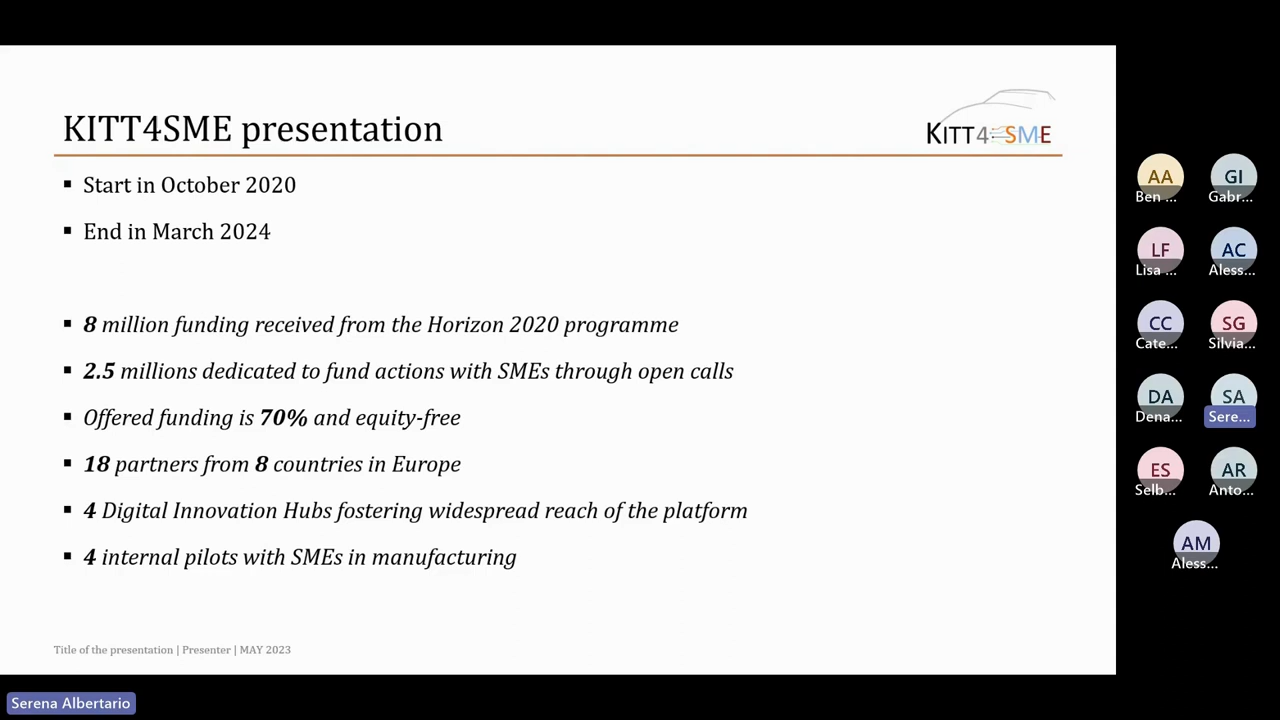 KITT4SME presentation
KITT4 SME
Start in October 2020
End in March 2024
8 million funding received from the Horizon 2020 programme
2.5 millions dedicated to fund actions with SMEs through open calls
Offered funding is 70% and equity-free
18 partners from 8 countries in Europe
4 Digital Innovation Hubs fostering widespread reach of the platform
4 internal pilots with SMEs in manufacturing
Title of the presentation | Presenter | MAY 2023
AA
Ben ...
GI
Gabr...
LF
Lisa ...
AC
Aless...
CC
Cate...
SG
Silvia...
DA
Dena...
SA
Sere...
ES
Selb...
AR
Anto...
AM
Aless...
Serena Albertario